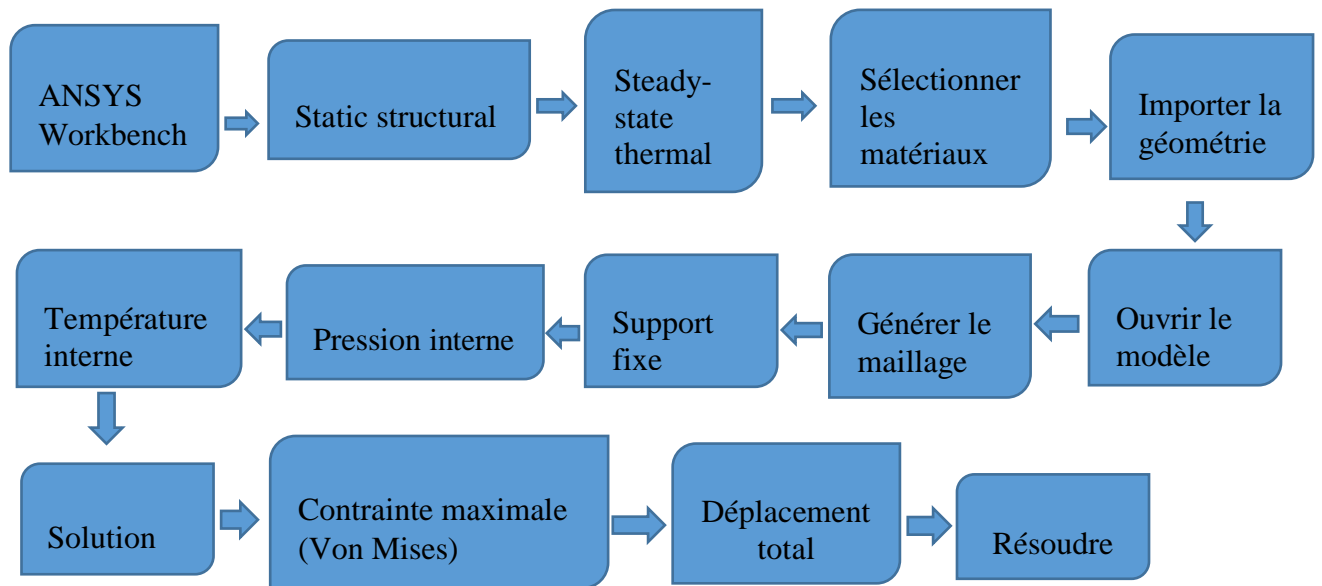 ANSYS
Workbench
Static structural
Steady-
state
thermal
Sélectionner
les
matériaux
Importer la
géométrie
Ouvrir le
modèle
Générer le
maillage
Support
fixe
Pression interne
Température
interne
Solution
Contrainte maximale
(Von Mises)
Déplacement
total
Résoudre